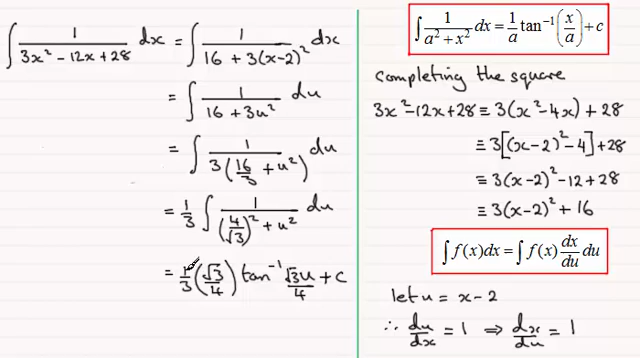 ∫ 1/(3x² − 12x + 28) dx = ∫ 1/(16 + 3(x−2)²) dx
= ∫ 1/(16 + 3u²) du
= ∫ 1/(3(16/3 + u²)) du
= 1/3 ∫ 1/((4/√3)² + u²) du
= 1/3 (√3/4) tan⁻¹ √3u/4 + c
∫ 1/(a² + x²) dx = 1/a tan⁻¹ (x/a) + c
completing the square
3x² − 12x + 28 ≡ 3(x² − 4x) + 28
≡ 3[(x−2)² − 4] + 28
≡ 3(x−2)² − 12 + 28
≡ 3(x−2)² + 16
∫ f(x)dx = ∫ f(x) dx/du du
let u = x − 2
∴ du/dx = 1 ⇒ dx/du = 1